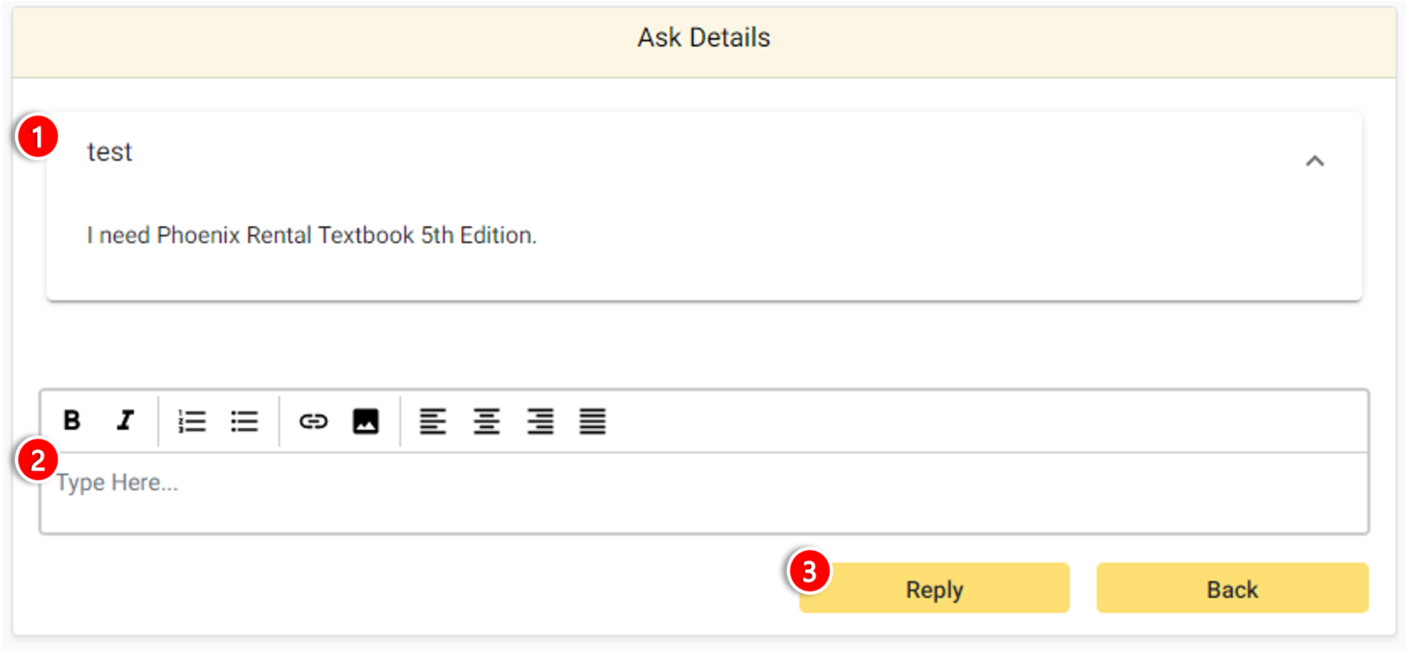 Ask Details
1
test
I need Phoenix Rental Textbook 5th Edition.
B I
2
Type Here...
3
Reply Back